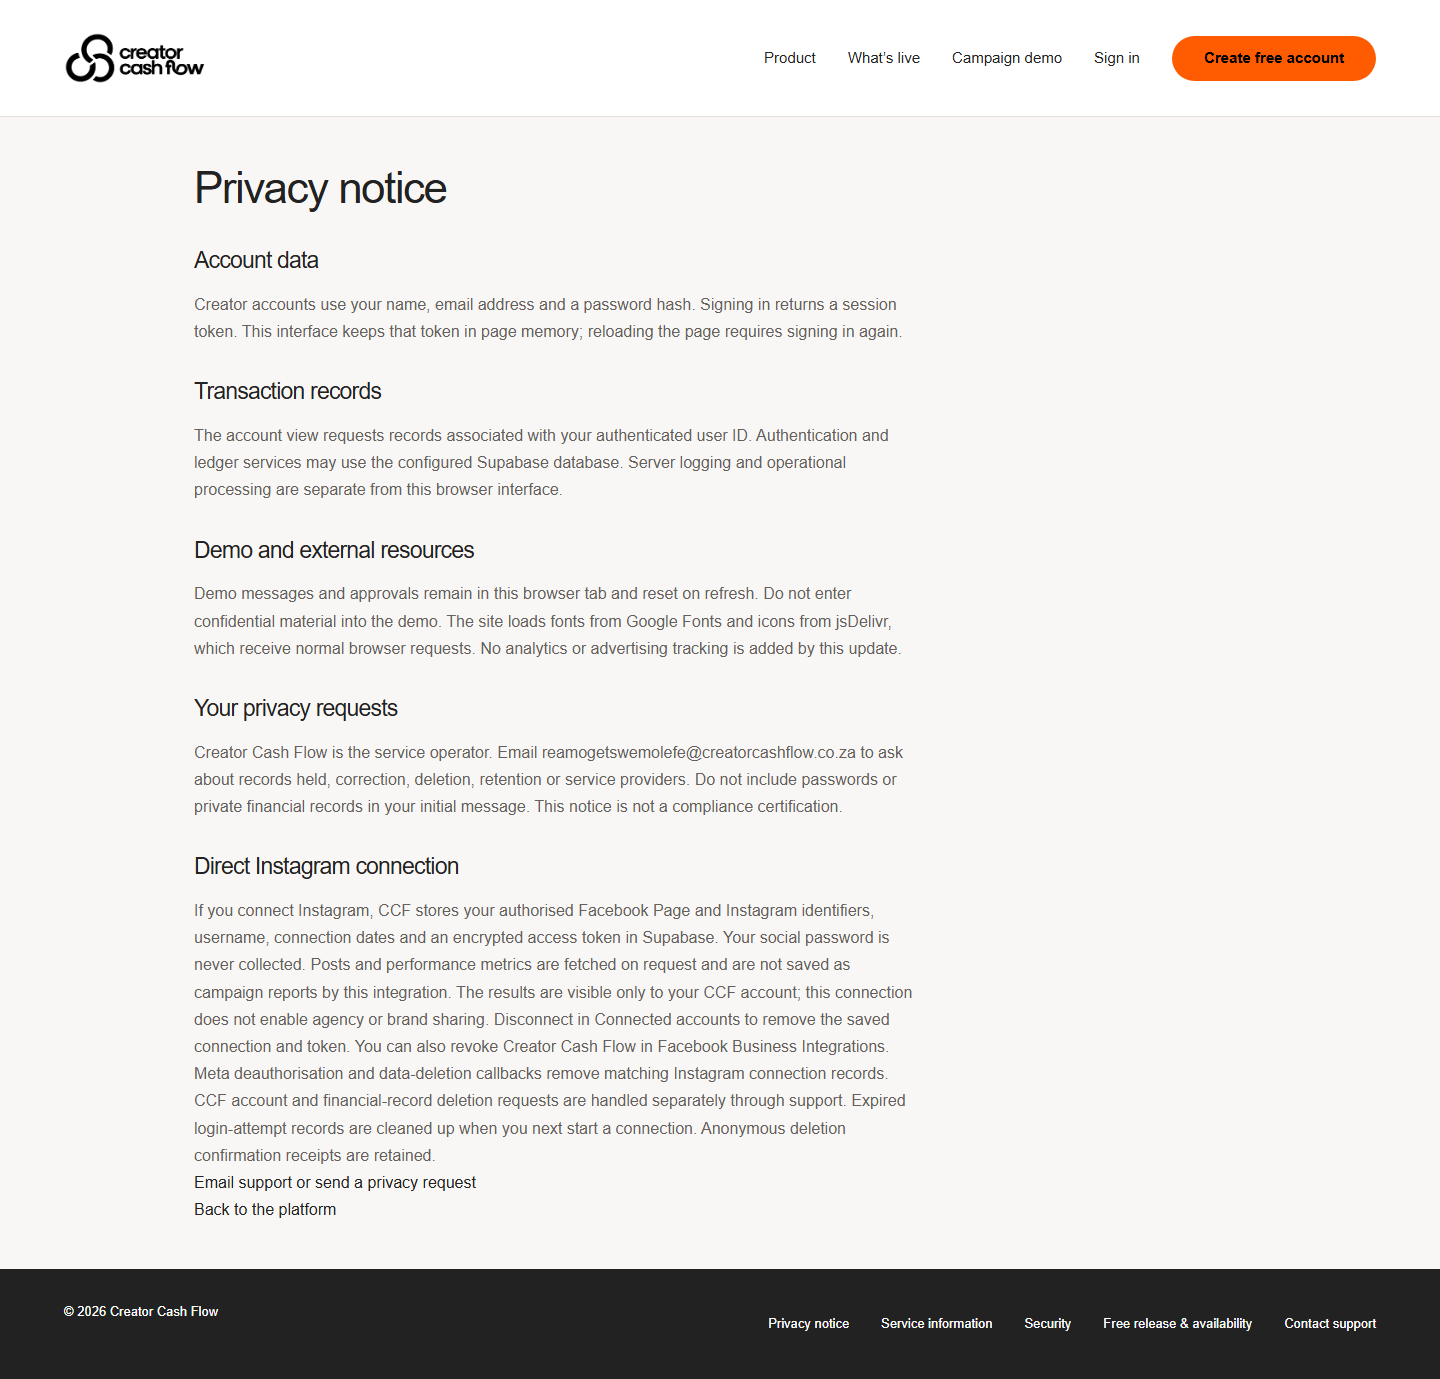 creator
cash flow
Product
What's live
Campaign demo
Sign in
Create free account
Privacy notice
Account data
Creator accounts use your name, email address and a password hash. Signing in returns a session
token. This interface keeps that token in page memory; reloading the page requires signing in again.
Transaction records
The account view requests records associated with your authenticated user ID. Authentication and
ledger services may use the configured Supabase database. Server logging and operational
processing are separate from this browser interface.
Demo and external resources
Demo messages and approvals remain in this browser tab and reset on refresh. Do not enter
confidential material into the demo. The site loads fonts from Google Fonts and icons from jsDelivr,
which receive normal browser requests. No analytics or advertising tracking is added by this update.
Your privacy requests
Creator Cash Flow is the service operator. Email reamogetswemolefe@creatorcashflow.co.za to ask
about records held, correction, deletion, retention or service providers. Do not include passwords or
private financial records in your initial message. This notice is not a compliance certification.
Direct Instagram connection
If you connect Instagram, CCF stores your authorised Facebook Page and Instagram identifiers,
username, connection dates and an encrypted access token in Supabase. Your social password is
never collected. Posts and performance metrics are fetched on request and are not saved as
campaign reports by this integration. The results are visible only to your CCF account; this connection
does not enable agency or brand sharing. Disconnect in Connected accounts to remove the saved
connection and token. You can also revoke Creator Cash Flow in Facebook Business Integrations.
Meta deauthorisation and data-deletion callbacks remove matching Instagram connection records.
CCF account and financial-record deletion requests are handled separately through support. Expired
login-attempt records are cleaned up when you next start a connection. Anonymous deletion
confirmation receipts are retained.
Email support or send a privacy request
Back to the platform
© 2026 Creator Cash Flow
Privacy notice
Service information
Security
Free release & availability
Contact support